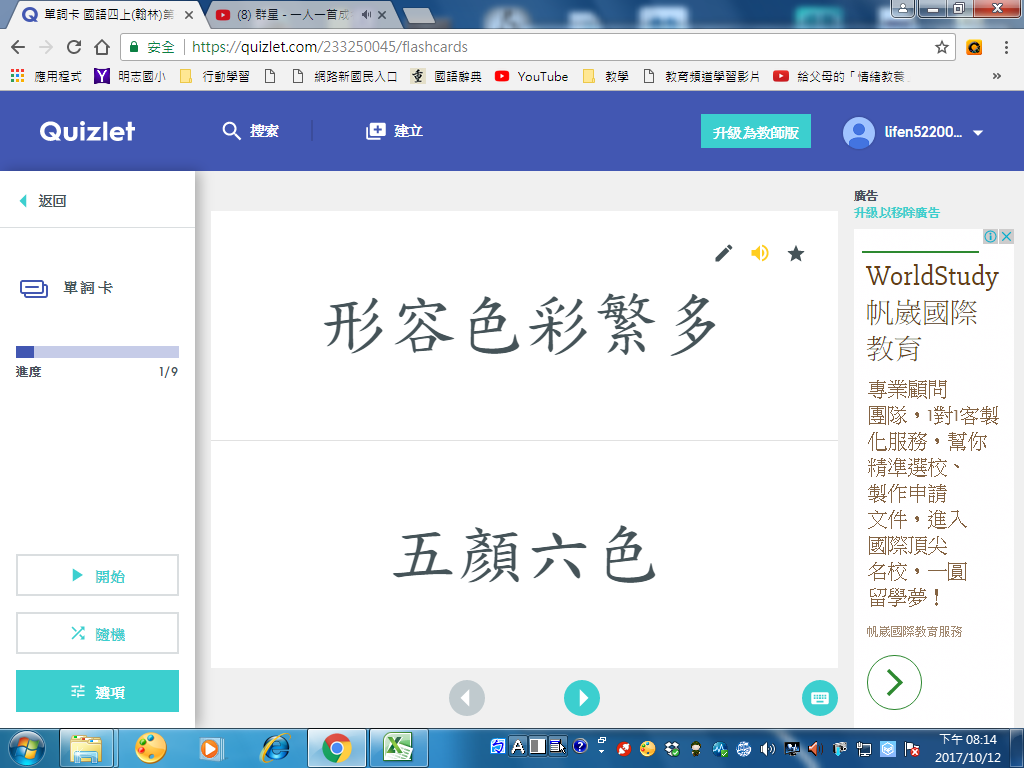 單詞卡 國語四上(翰林)第
(8) 群星 - 一人一首成
安全
https://quizlet.com/233250045/flashcards
應用程式
明志國小
行動學習
網路新國民入口
國語辭典
YouTube
教學
教育頻道學習影片
給父母的「情緒教養
»
Quizlet
搜索
建立
升級為教師版
lifen52200...
返回
單詞卡
進度
1/9
開始
隨機
選項
形容色彩繁多
五顏六色
廣告
升級以移除廣告
WorldStudy
帆崴國際
教育
專業顧問
團隊，1對1客製
化服務，幫你
精準選校、
製作申請
文件，進入
國際頂尖
名校，一圓
留學夢！
帆崴國際教育服務
下午 08:14
2017/10/12